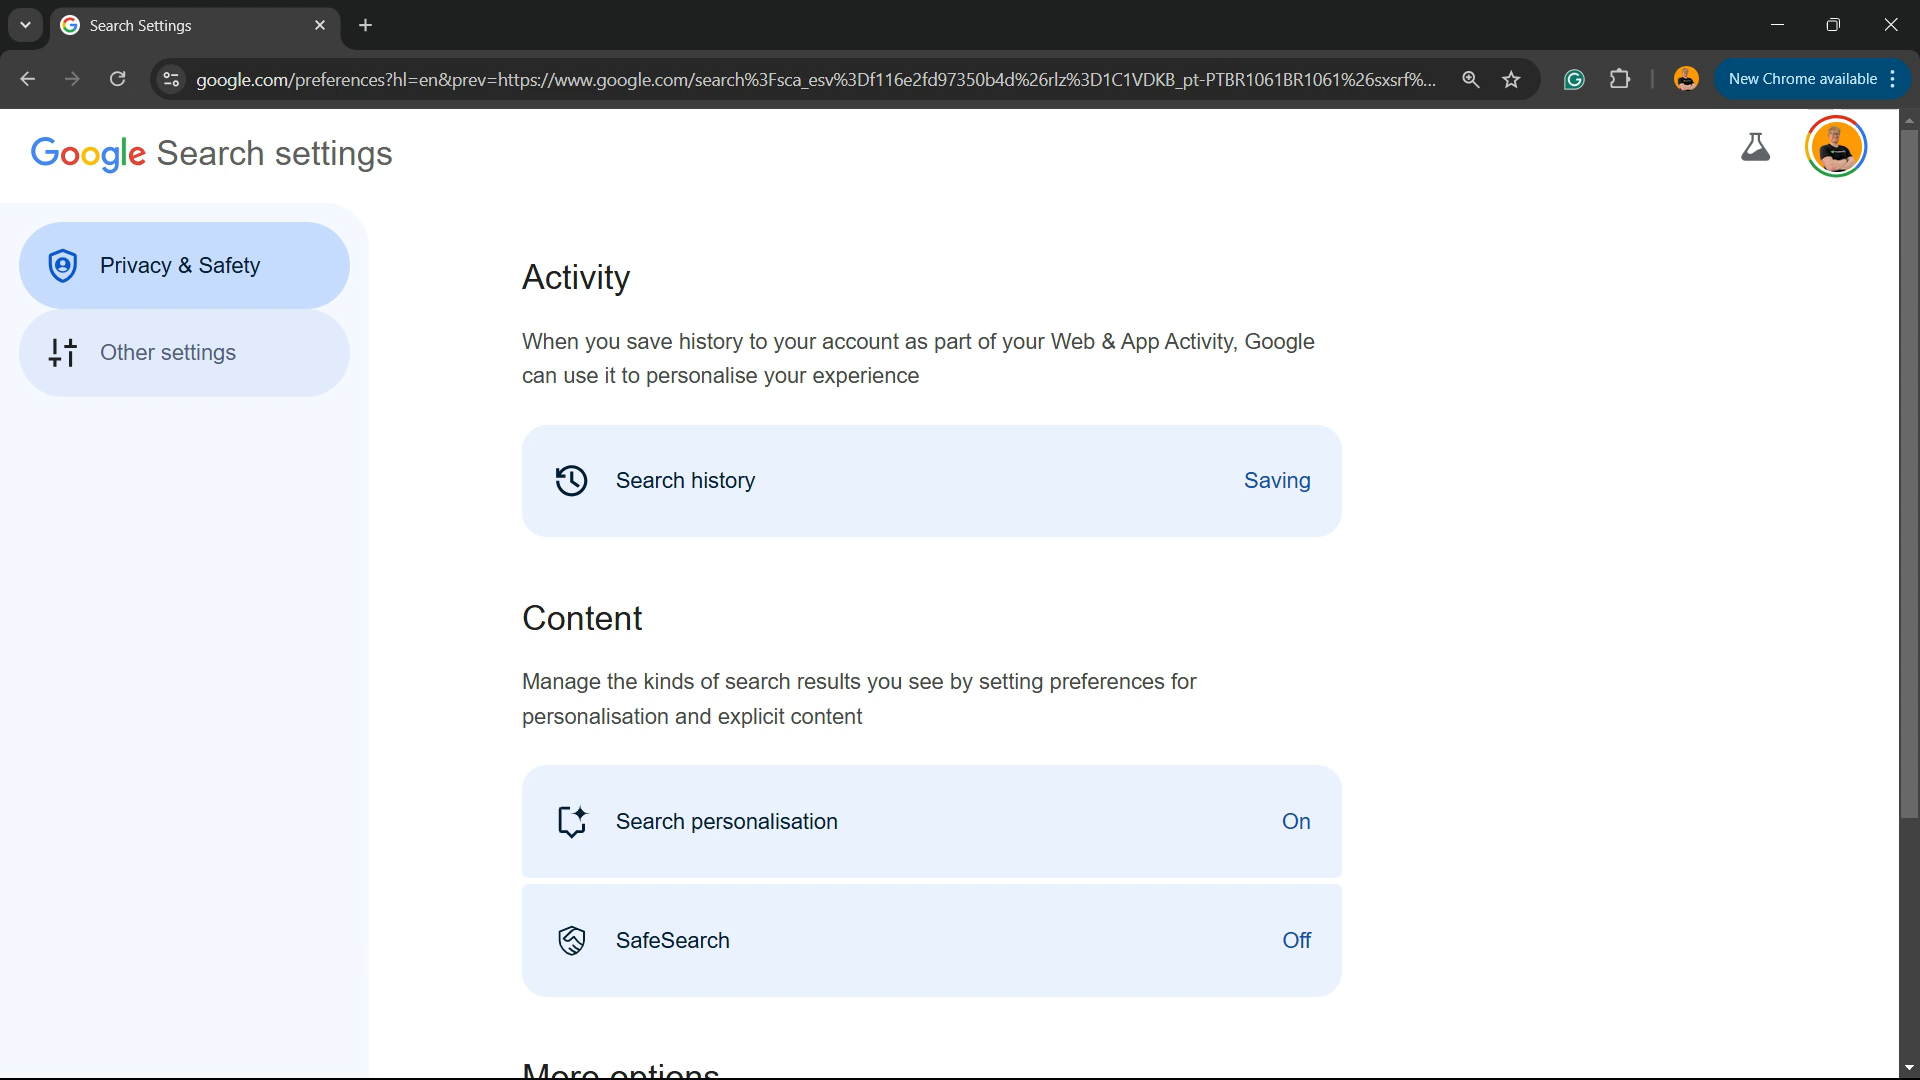 Search Settings
google.com/preferences?hl=en&prev=https://www.google.com/search%3Fsca_esv%3Df116e2fd97350b4d%26rlz%3D1C1VDKB_pt-PTBR1061BR1061%26sxsrf%...
New Chrome available
Google Search settings
Privacy & Safety
Other settings
Activity
When you save history to your account as part of your Web & App Activity, Google
can use it to personalise your experience
Search history
Saving
Content
Manage the kinds of search results you see by setting preferences for
personalisation and explicit content
Search personalisation
On
SafeSearch
Off
More options